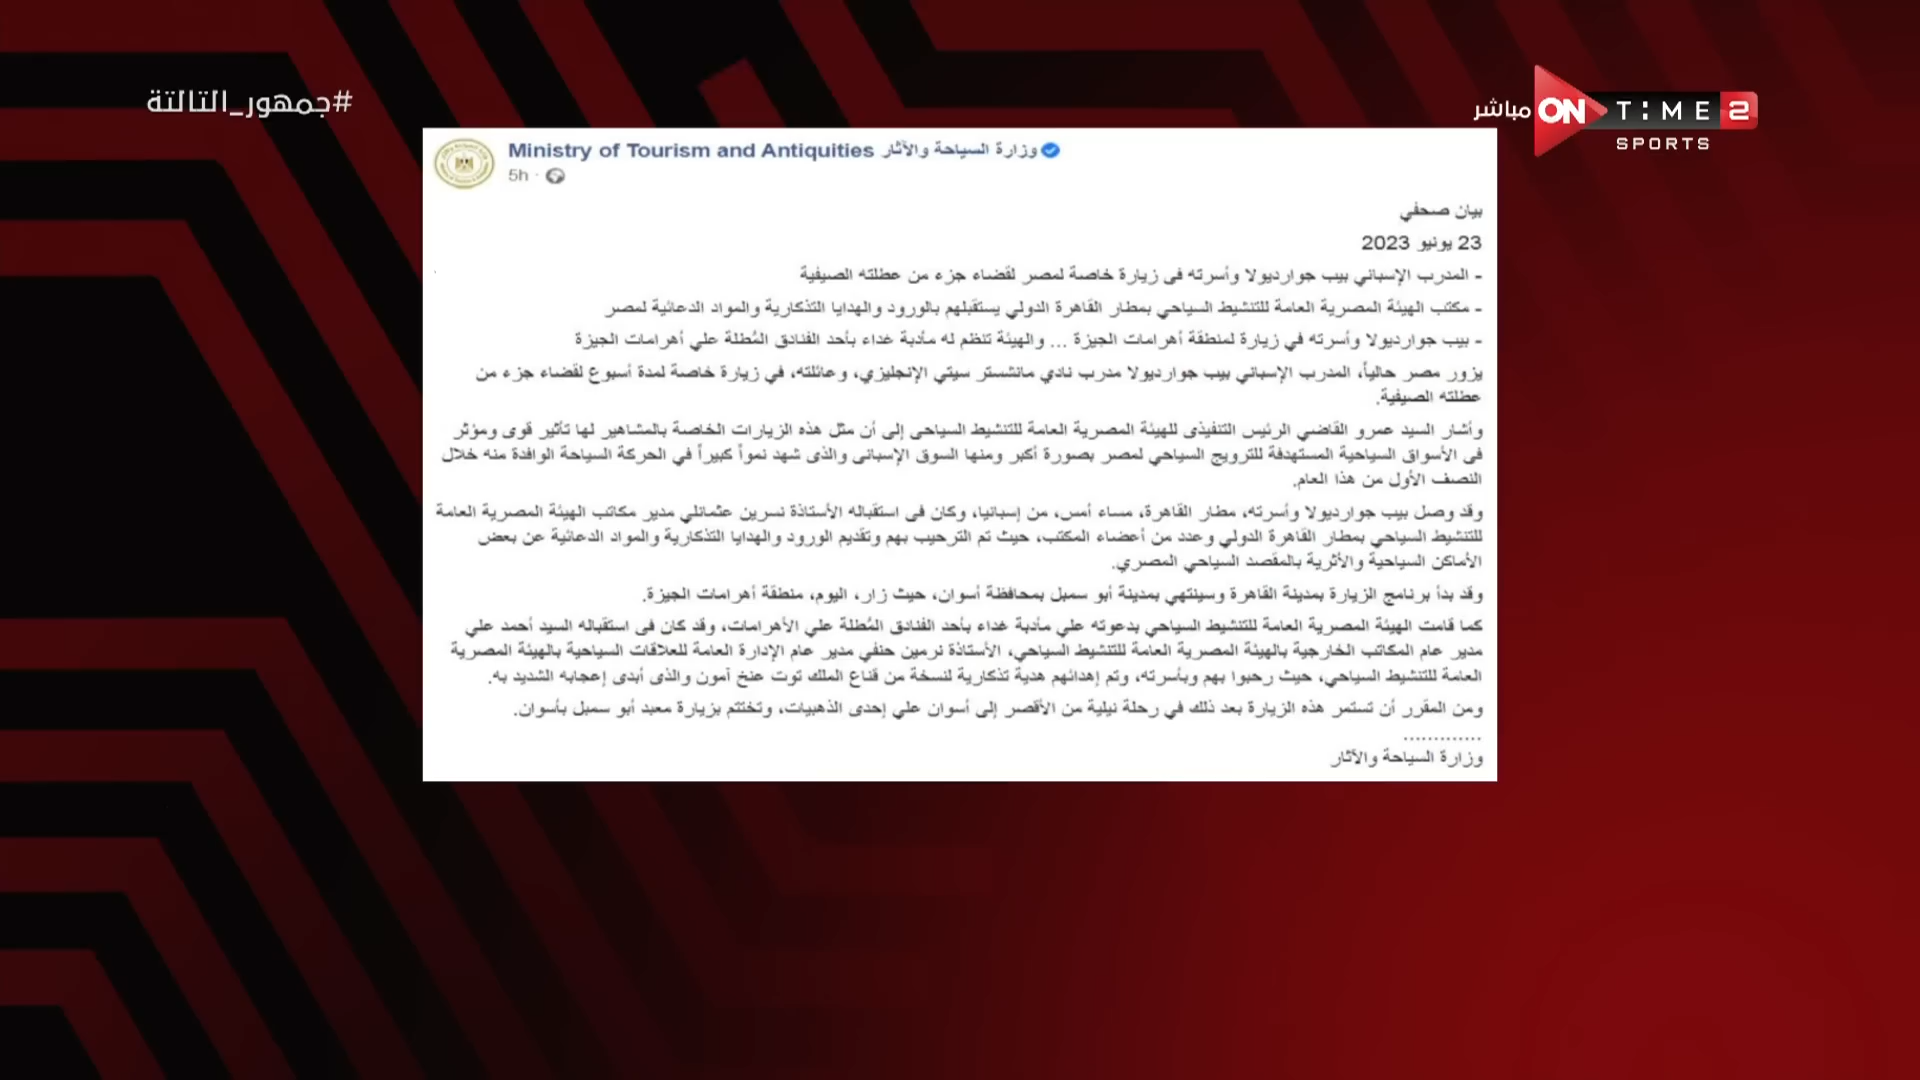 #جمهور_التالتة
مباشر ON TIME 2
SPORTS
Ministry of Tourism and Antiquities وزارة السياحة والآثار
5h
بيان صحفي
23 يونيو 2023
- المدرب الإسباني بيب جوارديولا وأسرته فى زيارة خاصة لمصر لقضاء جزء من عطلته الصيفية
- مكتب الهيئة المصرية العامة للتنشيط السياحي بمطار القاهرة الدولي يستقبلهم بالورود والهدايا التذكارية والمواد الدعائية لمصر
- بيب جوارديولا وأسرته في زيارة لمنطقة أهرامات الجيزة ... والهيئة تنظم له مأدبة غداء بأحد الفنادق المُطلة علي أهرامات الجيزة
يزور مصر حالياً، المدرب الإسباني بيب جوارديولا مدرب نادي مانشستر سيتي الإنجليزي، وعائلته، في زيارة خاصة لمدة أسبوع لقضاء جزء من
عطلته الصيفية.
وأشار السيد عمرو القاضي الرئيس التنفيذى للهيئة المصرية العامة للتنشيط السياحى إلى أن مثل هذه الزيارات الخاصة بالمشاهير لها تأثير قوى ومؤثر
فى الأسواق السياحية المستهدفة للترويج السياحي لمصر بصورة أكبر ومنها السوق الإسبانى والذى شهد نمواً كبيراً في الحركة السياحة الوافدة منه خلال
النصف الأول من هذا العام.
وقد وصل بيب جوارديولا وأسرته، مطار القاهرة، مساء أمس، من إسبانيا، وكان فى استقباله الأستاذة نسرين عثمانلي مدير مكاتب الهيئة المصرية العامة
للتنشيط السياحي بمطار القاهرة الدولي وعدد من أعضاء المكتب، حيث تم الترحيب بهم وتقديم الورود والهدايا التذكارية والمواد الدعائية عن بعض
الأماكن السياحية والأثرية بالمقصد السياحي المصري.
وقد بدأ برنامج الزيارة بمدينة القاهرة وسينتهي بمدينة أبو سمبل بمحافظة أسوان، حيث زار، اليوم، منطقة أهرامات الجيزة.
كما قامت الهيئة المصرية العامة للتنشيط السياحي بدعوته علي مأدبة غداء بأحد الفنادق المُطلة علي الأهرامات، وقد كان فى استقباله السيد أحمد علي
مدير عام المكاتب الخارجية بالهيئة المصرية العامة للتنشيط السياحي، الأستاذة نرمين حنفي مدير عام الإدارة العامة للعلاقات السياحية بالهيئة المصرية
العامة للتنشيط السياحي، حيث رحبوا بهم وبأسرته، وتم إهدائهم هدية تذكارية لنسخة من قناع الملك توت عنخ آمون والذى أبدى إعجابه الشديد به.
ومن المقرر أن تستمر هذه الزيارة بعد ذلك في رحلة نيلية من الأقصر إلى أسوان علي إحدى الذهبيات، وتختتم بزيارة معبد أبو سمبل بأسوان.
.............
وزارة السياحة والآثار